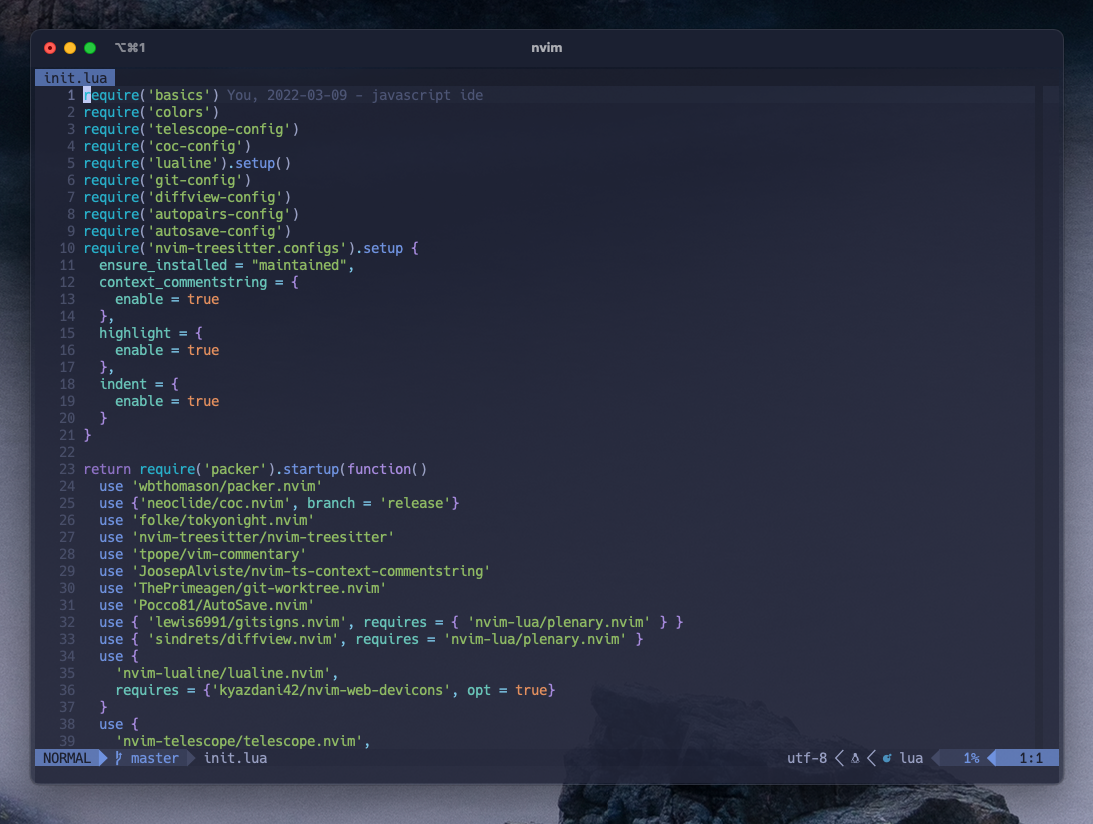 ⌥⌘1 nvim
init.lua
1 require('basics') You, 2022-03-09 - javascript ide
2 require('colors')
3 require('telescope-config')
4 require('coc-config')
5 require('lualine').setup()
6 require('git-config')
7 require('diffview-config')
8 require('autopairs-config')
9 require('autosave-config')
10 require('nvim-treesitter.configs').setup {
11   ensure_installed = "maintained",
12   context_commentstring = {
13     enable = true
14   },
15   highlight = {
16     enable = true
17   },
18   indent = {
19     enable = true
20   }
21 }
22
23 return require('packer').startup(function()
24   use 'wbthomason/packer.nvim'
25   use {'neoclide/coc.nvim', branch = 'release'}
26   use 'folke/tokyonight.nvim'
27   use 'nvim-treesitter/nvim-treesitter'
28   use 'tpope/vim-commentary'
29   use 'JoosepAlviste/nvim-ts-context-commentstring'
30   use 'ThePrimeagen/git-worktree.nvim'
31   use 'Pocco81/AutoSave.nvim'
32   use { 'lewis6991/gitsigns.nvim', requires = { 'nvim-lua/plenary.nvim' } }
33   use { 'sindrets/diffview.nvim', requires = 'nvim-lua/plenary.nvim' }
34   use {
35     'nvim-lualine/lualine.nvim',
36     requires = {'kyazdani42/nvim-web-devicons', opt = true}
37   }
38   use {
39     'nvim-telescope/telescope.nvim',
NORMAL master init.lua utf-8 lua 1% 1:1